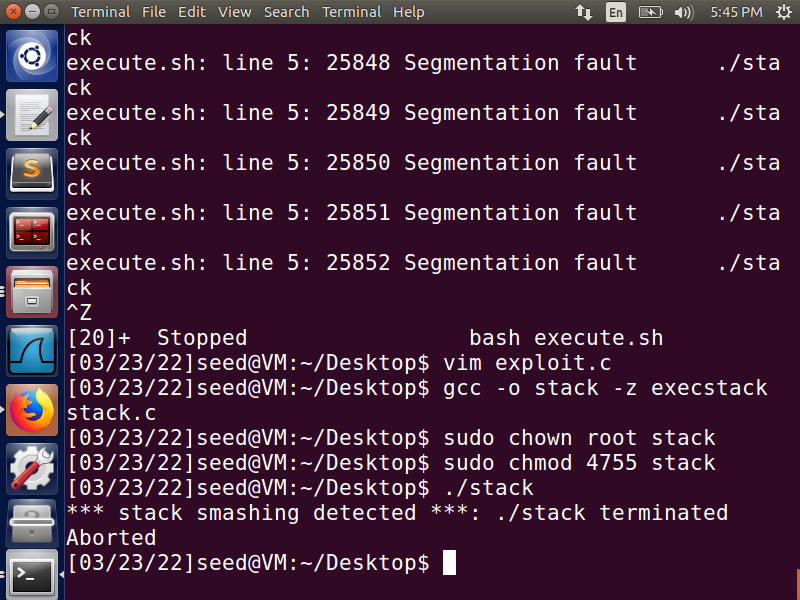 Terminal File Edit View Search Terminal Help En 5:45 PM
ck
execute.sh: line 5: 25848 Segmentation fault      ./sta
ck
execute.sh: line 5: 25849 Segmentation fault      ./sta
ck
execute.sh: line 5: 25850 Segmentation fault      ./sta
ck
execute.sh: line 5: 25851 Segmentation fault      ./sta
ck
execute.sh: line 5: 25852 Segmentation fault      ./sta
ck
^Z
[20]+  Stopped                 bash execute.sh
[03/23/22]seed@VM:~/Desktop$ vim exploit.c
[03/23/22]seed@VM:~/Desktop$ gcc -o stack -z execstack
stack.c
[03/23/22]seed@VM:~/Desktop$ sudo chown root stack
[03/23/22]seed@VM:~/Desktop$ sudo chmod 4755 stack
[03/23/22]seed@VM:~/Desktop$ ./stack
*** stack smashing detected ***: ./stack terminated
Aborted
[03/23/22]seed@VM:~/Desktop$